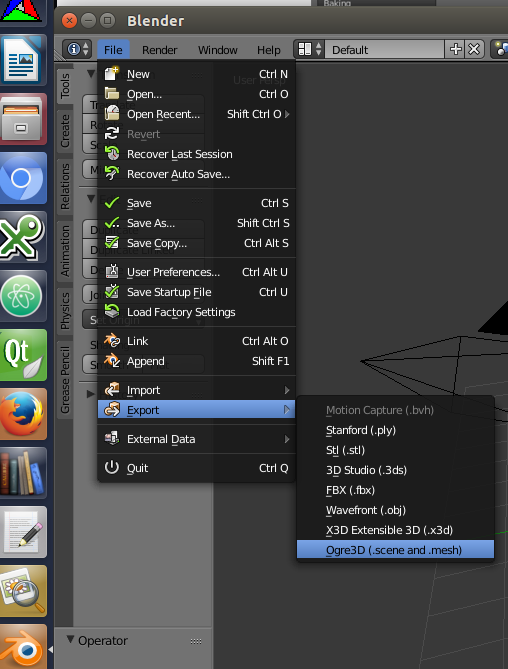 Baking
Blender
File Render Window Help Default
New Ctrl N
Open... Ctrl O
Open Recent... Shift Ctrl O
Revert
Recover Last Session
Recover Auto Save...
Save Ctrl S
Save As... Shift Ctrl S
Save Copy... Ctrl Alt S
User Preferences... Ctrl Alt U
Save Startup File Ctrl U
Load Factory Settings
Link Ctrl Alt O
Append Shift F1
Import
Export
External Data
Quit Ctrl Q
Motion Capture (.bvh)
Stanford (.ply)
Stl (.stl)
3D Studio (.3ds)
FBX (.fbx)
Wavefront (.obj)
X3D Extensible 3D (.x3d)
Ogre3D (.scene and .mesh)
Tools
Create
Relations
Animation
Physics
Grease Pencil
Qt
Operator